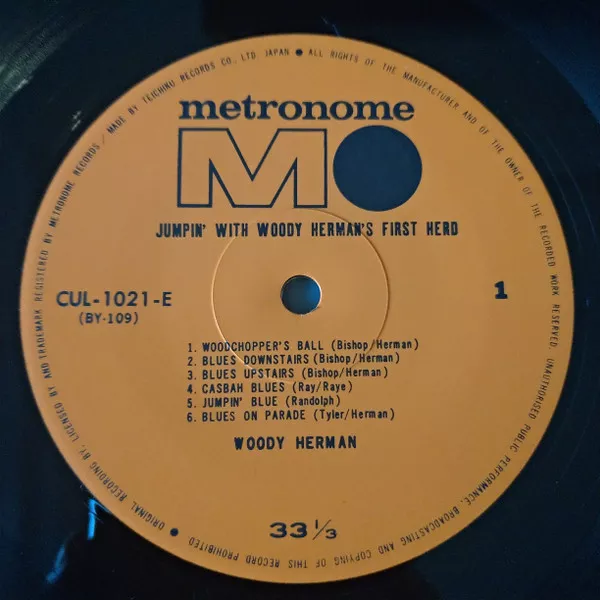 metronome
MO
JUMPIN' WITH WOODY HERMAN'S FIRST HERD
CUL-1021-E
(BY-109)
1
1. WOODCHOPPER'S BALL (Bishop/Herman)
2. BLUES DOWNSTAIRS (Bishop/Herman)
3. BLUES UPSTAIRS (Bishop/Herman)
4. CASBAH BLUES (Ray/Raye)
5. JUMPIN' BLUE (Randolph)
6. BLUES ON PARADE (Tyler/Herman)
WOODY HERMAN
33 1/3
● ORIGINAL RECORDING BY, LICENSED BY AND TRADEMARK REGISTERED BY METRONOME RECORDS / MADE BY TEICHIKU RECORDS CO., LTD. JAPAN ● ALL RIGHTS OF THE MANUFACTURER AND OF THE OWNER OF THE RECORDED WORK RESERVED. UNAUTHORISED PUBLIC PERFORMANCE, BROADCASTING AND COPYING OF THIS RECORD PROHIBITED